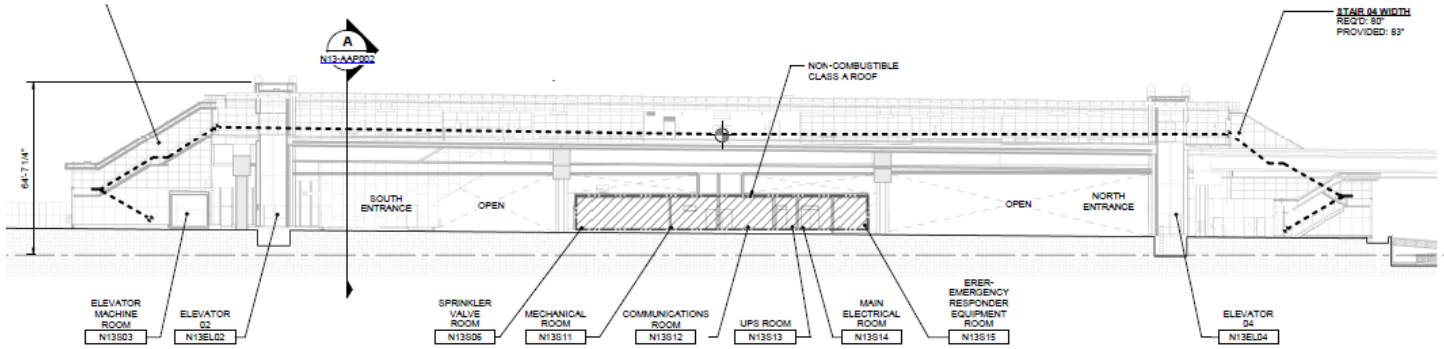 STAIR 04 WIDTH
REQ'D: 80"
PROVIDED: 83"
A
N13-AAP002
NON-COMBUSTIBLE
CLASS A ROOF
64'-7 1/4"
SOUTH
ENTRANCE
OPEN
OPEN
NORTH
ENTRANCE
ELEVATOR
MACHINE
ROOM
N13S03
ELEVATOR
02
N13EL02
SPRINKLER
VALVE
ROOM
N13S06
MECHANICAL
ROOM
N13S11
COMMUNICATIONS
ROOM
N13S12
UPS ROOM
N13S13
MAIN
ELECTRICAL
ROOM
N13S14
ERER-
EMERGENCY
RESPONDER
EQUIPMENT
ROOM
N13S15
ELEVATOR
04
N13EL04